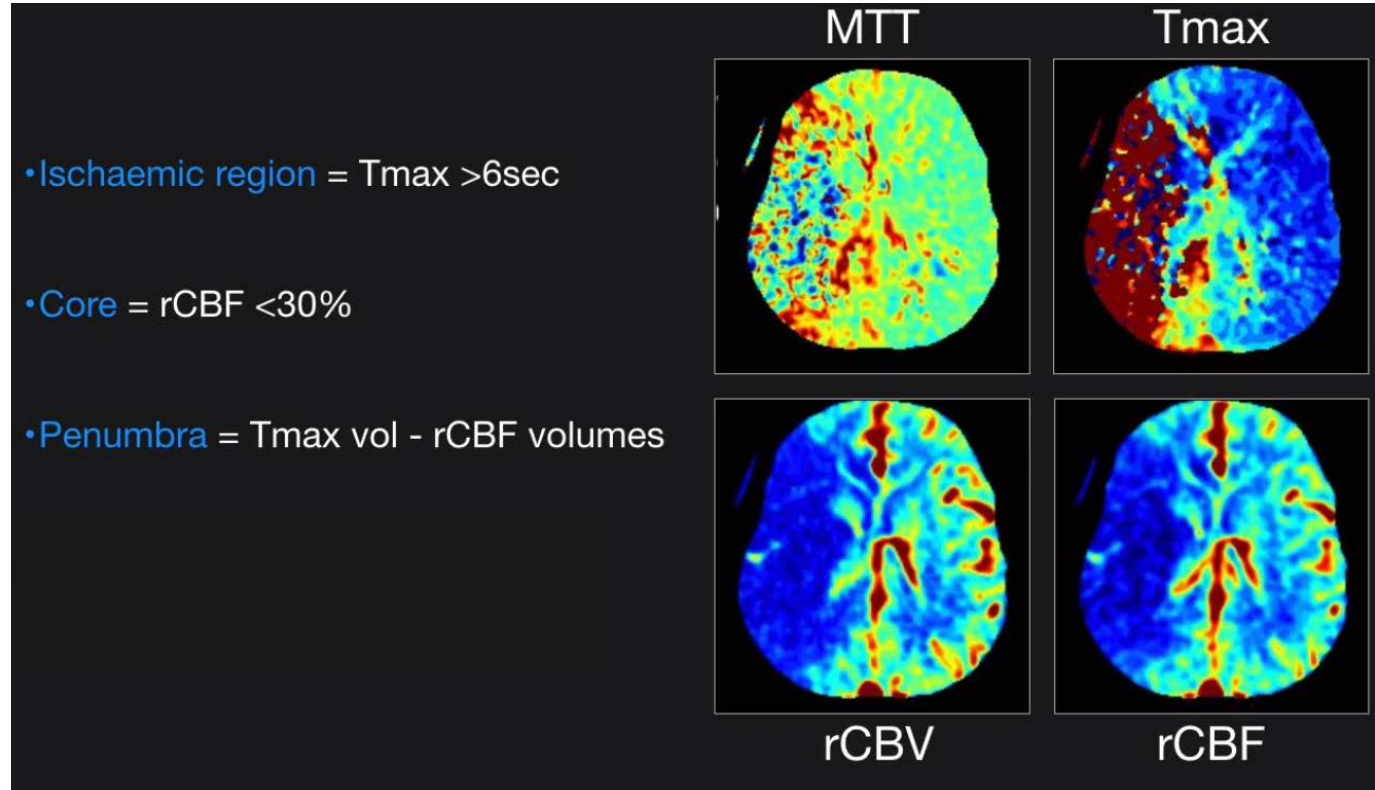 MTT
Tmax
•Ischaemic region = Tmax >6sec
•Core = rCBF <30%
•Penumbra = Tmax vol - rCBF volumes
rCBV
rCBF